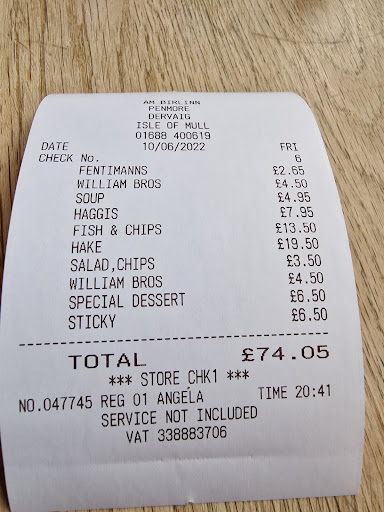 AM BIRLINN
PENMORE
DERVAIG
ISLE OF MULL
01688 400619
DATE 10/06/2022 FRI
CHECK No. 6
FENTIMANNS £2.65
WILLIAM BROS £4.50
SOUP £4.95
HAGGIS £7.95
FISH & CHIPS £13.50
HAKE £19.50
SALAD,CHIPS £3.50
WILLIAM BROS £4.50
SPECIAL DESSERT £6.50
STICKY £6.50
TOTAL £74.05
*** STORE CHK1 ***
NO.047745 REG 01 ANGELA TIME 20:41
SERVICE NOT INCLUDED
VAT 338883706